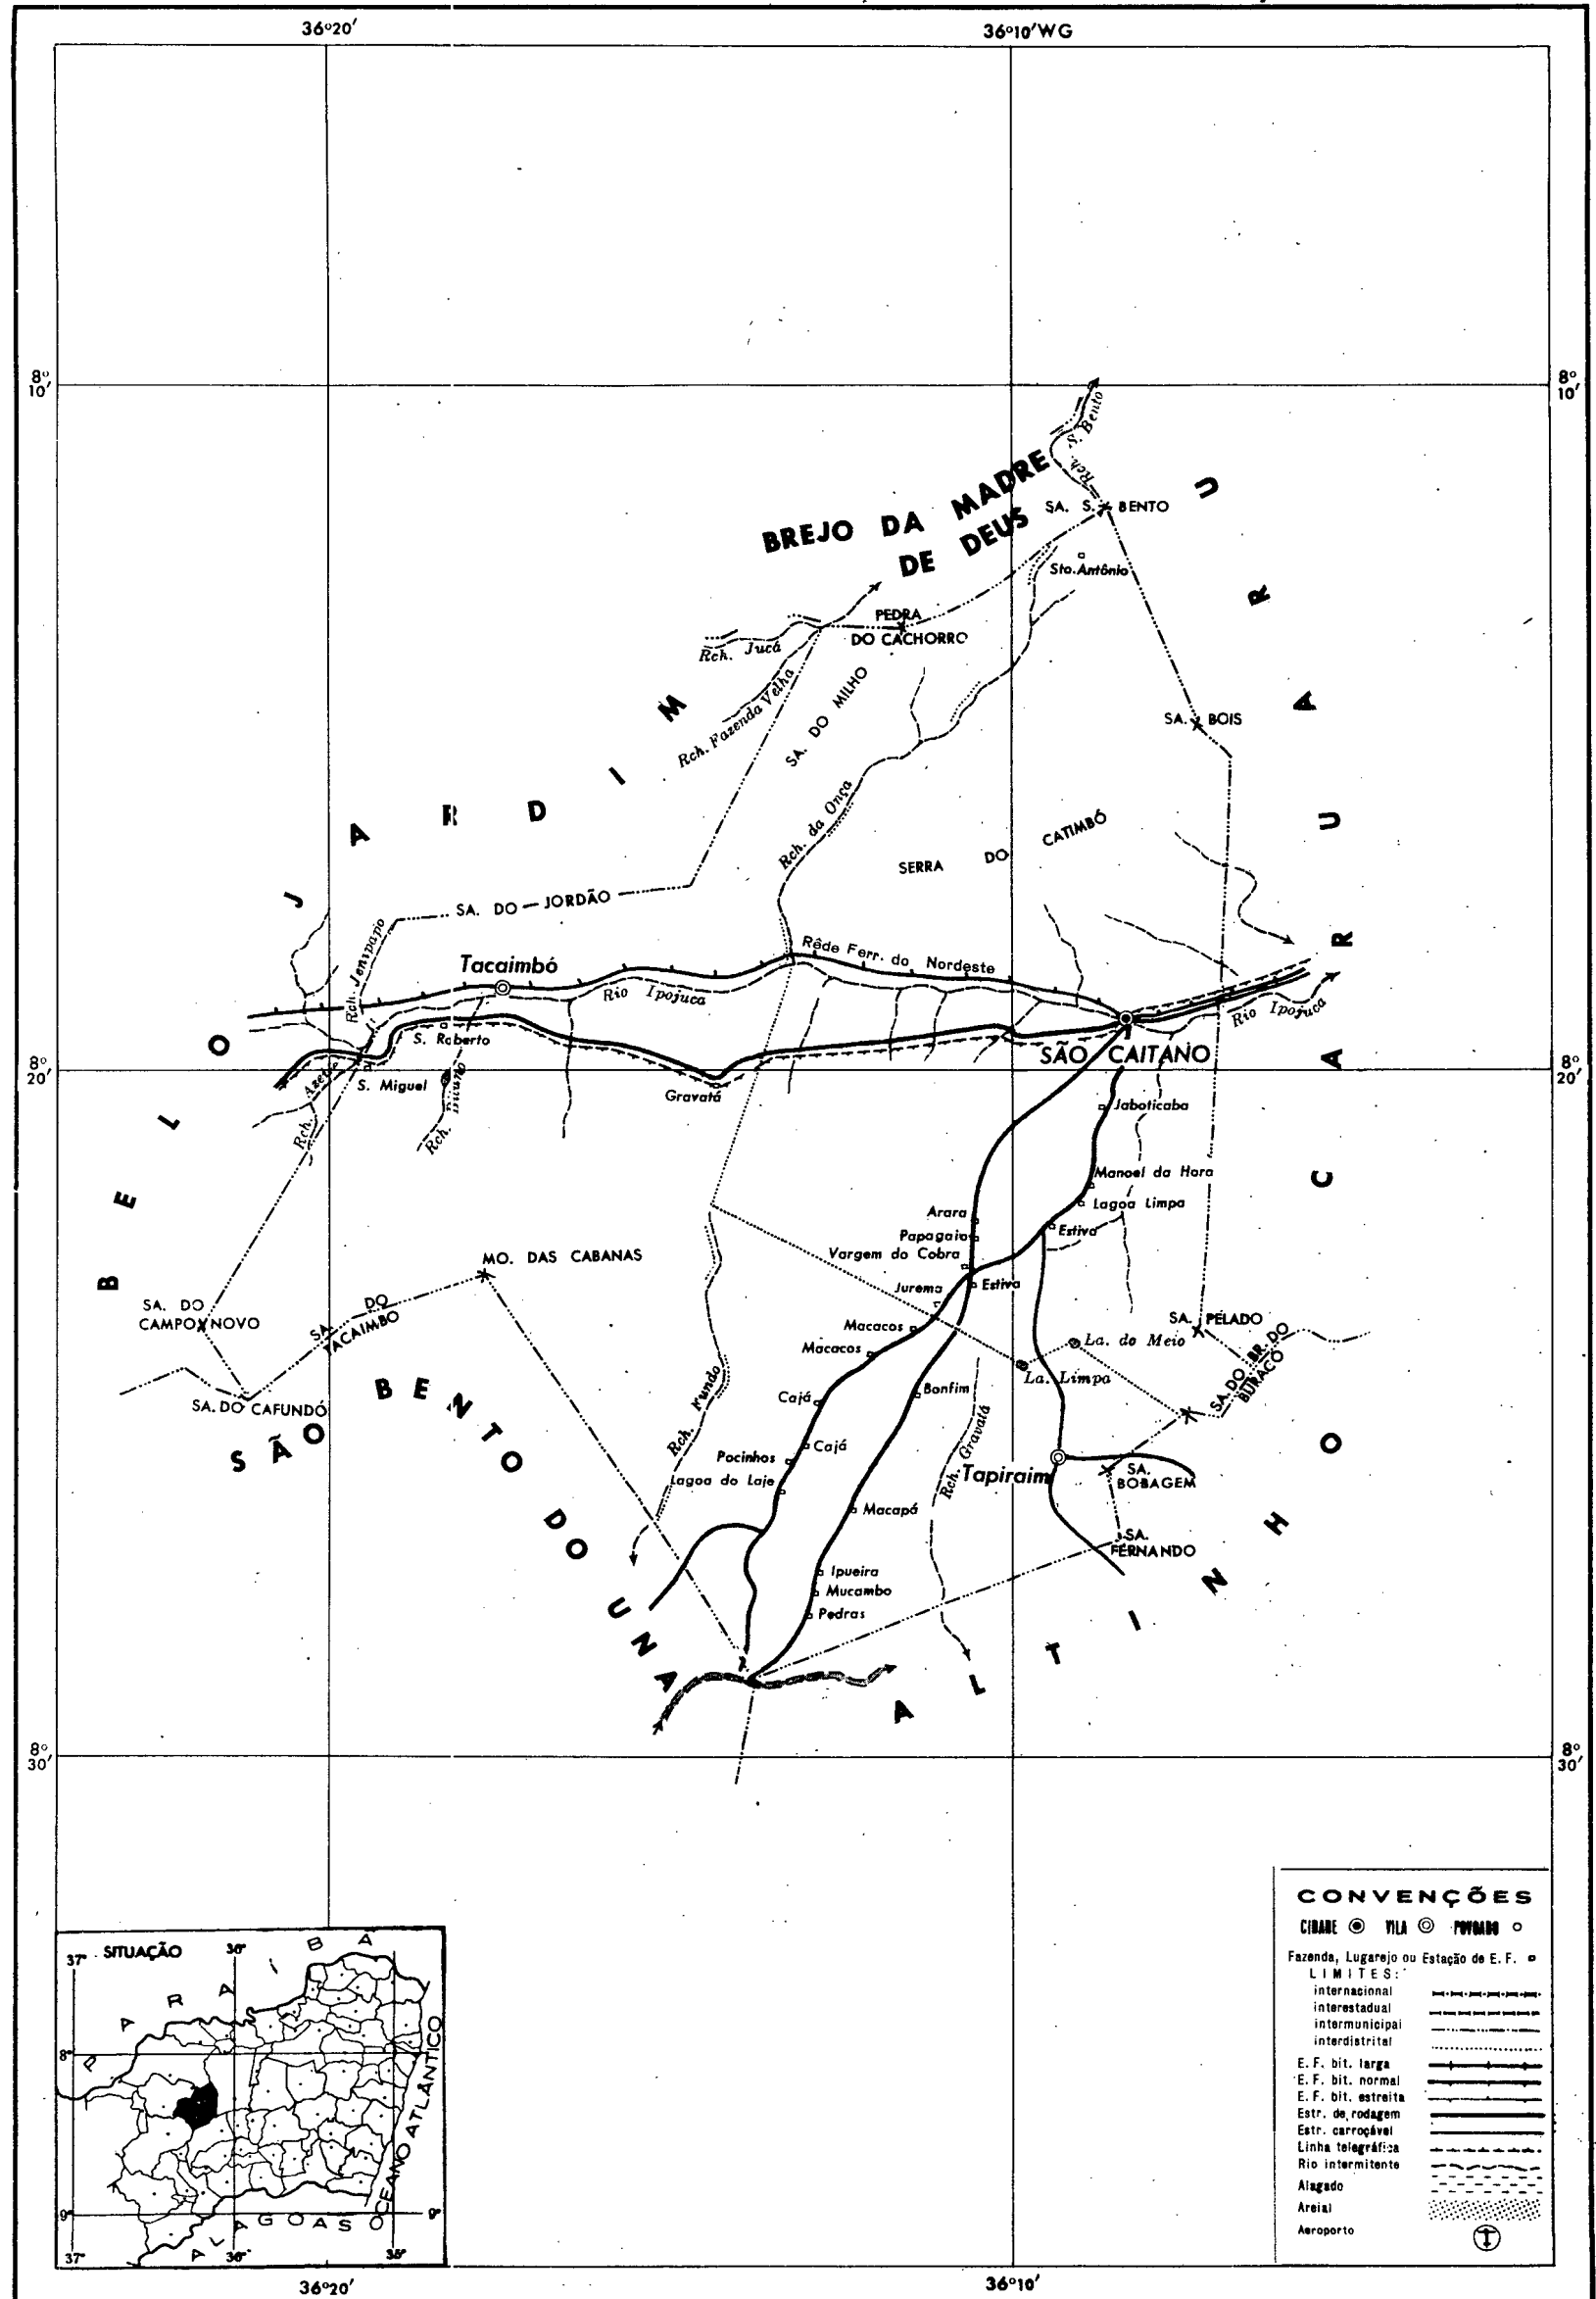 36°20′
36°10′WG
8°
10′
8°
10′
Rch. S. Bento
BREJO DA MADRE
DE DEUS
SA. S. BENTO
Sto. Antônio
PEDRA
DO CACHORRO
Rch. Jucá
Rch. Fazenda Velha
SA. DO MILHO
SA. BOIS
Rch. da Onça
SERRA DO CATIMBÓ
SA. DO JORDÃO
BELO JARDIM
CARUARU
Rch. Jenipapo
Tacaimbó
Rêde Ferr. do Nordeste
Rio Ipojuca
Rio Ipojuca
S. Roberto
SÃO CAITANO
8°
20′
8°
20′
S. Miguel
Rch.
Rch.
Gravatá
Jaboticaba
Manoel da Hora
Lagoa Limpa
Arara
Papagaio
Estiva
Vargem do Cobra
MO. DAS CABANAS
Estiva
Jurema
SA. DO
CAMPO NOVO
SA. DO
TACAIMBO
SA. PELADO
Macacos
La. do Meio
Macacos
La. Limpa
SA. DO BR. DO
BURACO
SA. DO CAFUNDÓ
Cajá
Bonfim
Rch. Mundo
SÃO BENTO DO UNA
Cajá
Pocinhos
Rch. Gravatá
Lagoa do Laje
Tapiraim
SA.
BOBAGEM
Macapá
SA.
FERNANDO
Ipueira
Mucambo
Pedras
ALTINHO
8°
30′
8°
30′
CONVENÇÕES
CIDADE VILA POVOADO
Fazenda, Lugarejo ou Estação de E. F.
LIMITES:
internacional
interestadual
intermunicipal
interdistrital
E. F. bit. larga
E. F. bit. normal
E. F. bit. estreita
Estr. de rodagem
Estr. carroçável
Linha telegráfica
Rio intermitente
Alagado
Areial
Aeroporto
SITUAÇÃO
37°
36°
PARAIBA
8°
OCEANO ATLÂNTICO
9°
9°
ALAGOAS
37°
36°
35°
36°20′
36°10′